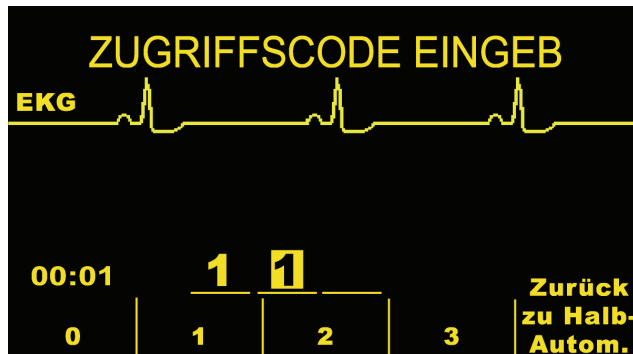 ZUGRIFFSCODE EINGEB
EKG
00:01 1 1
0 1 2 3 Zurück zu Halb-Autom.